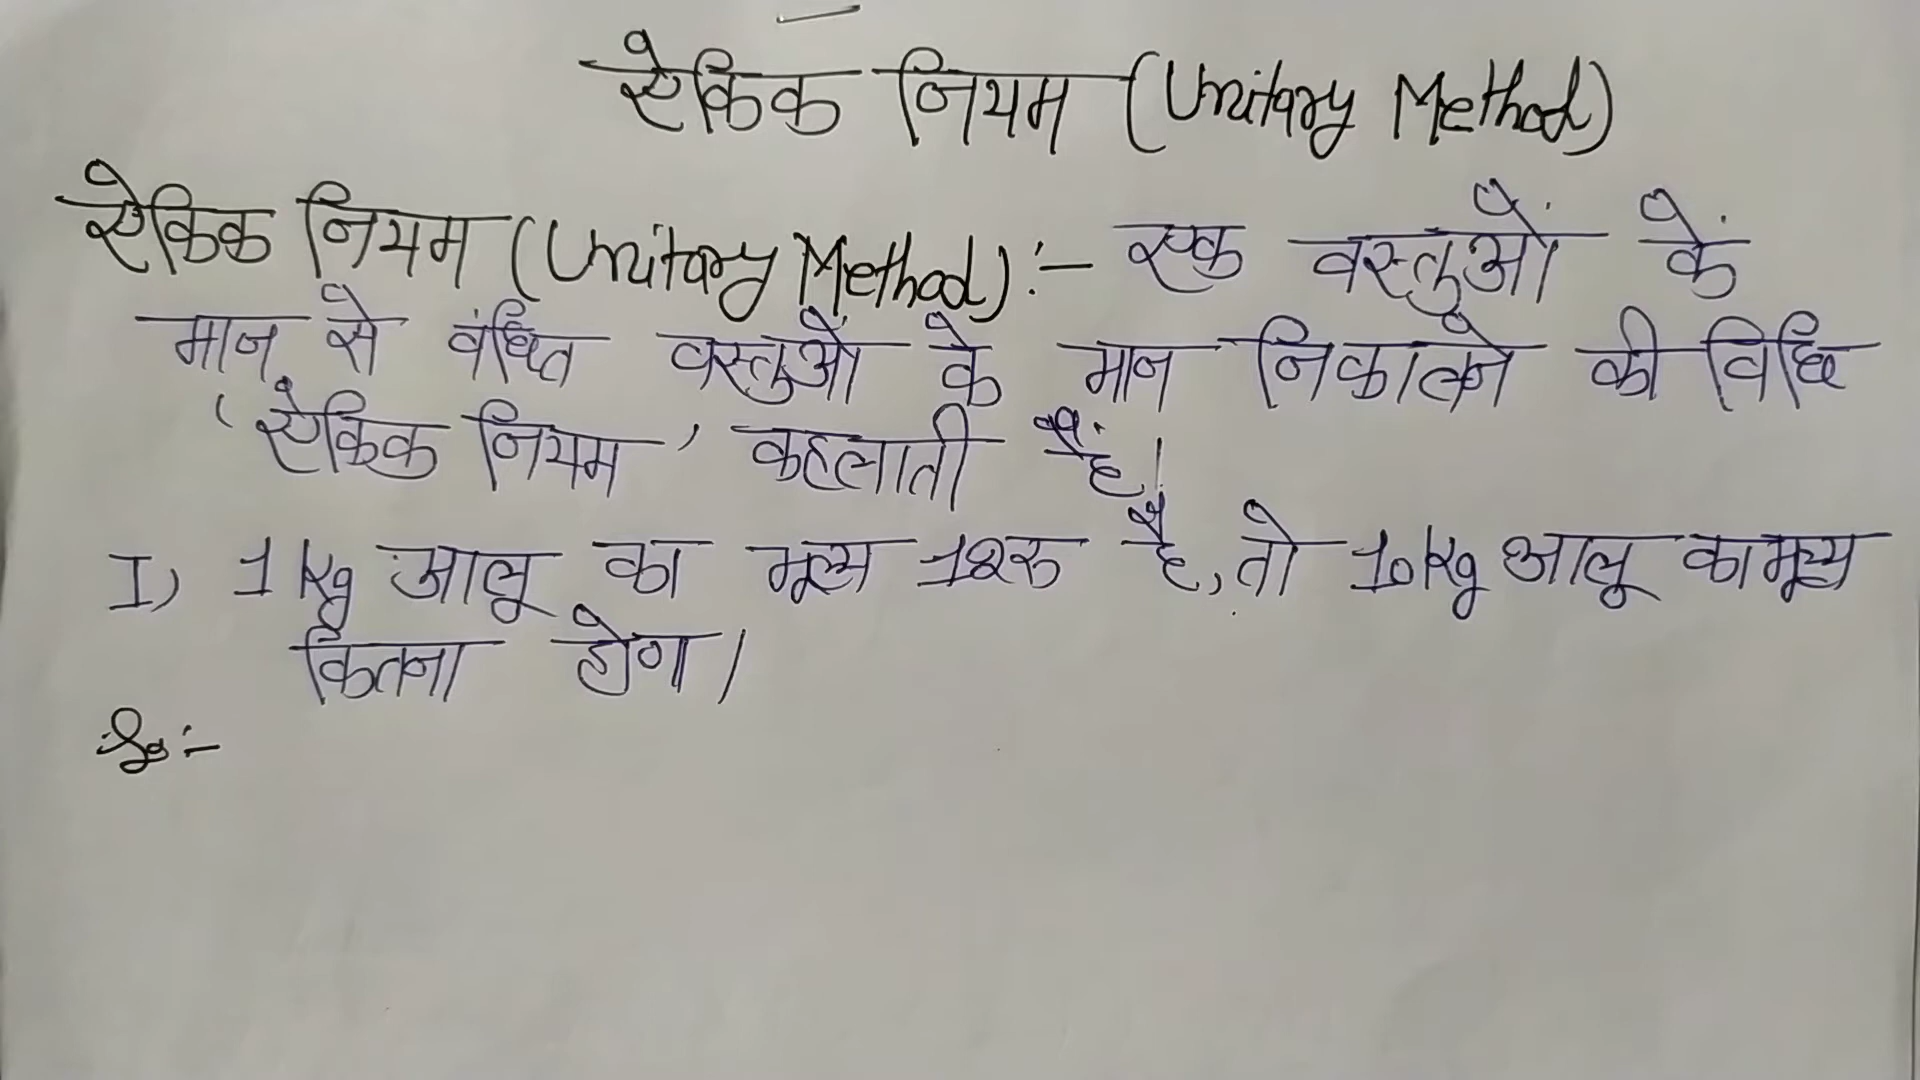 ऐकिक नियम (Unitary Method)
ऐकिक नियम (Unitary Method):- एक वस्तुओं कें
मान से वंधित वस्तुओं के मान निकालने की विधि
'ऐकिक नियम' कहलाती हैं।
I) 1 kg आलू का मूल्य 12रु है, तो 10kg आलू का मूल्य
कितना होगा।